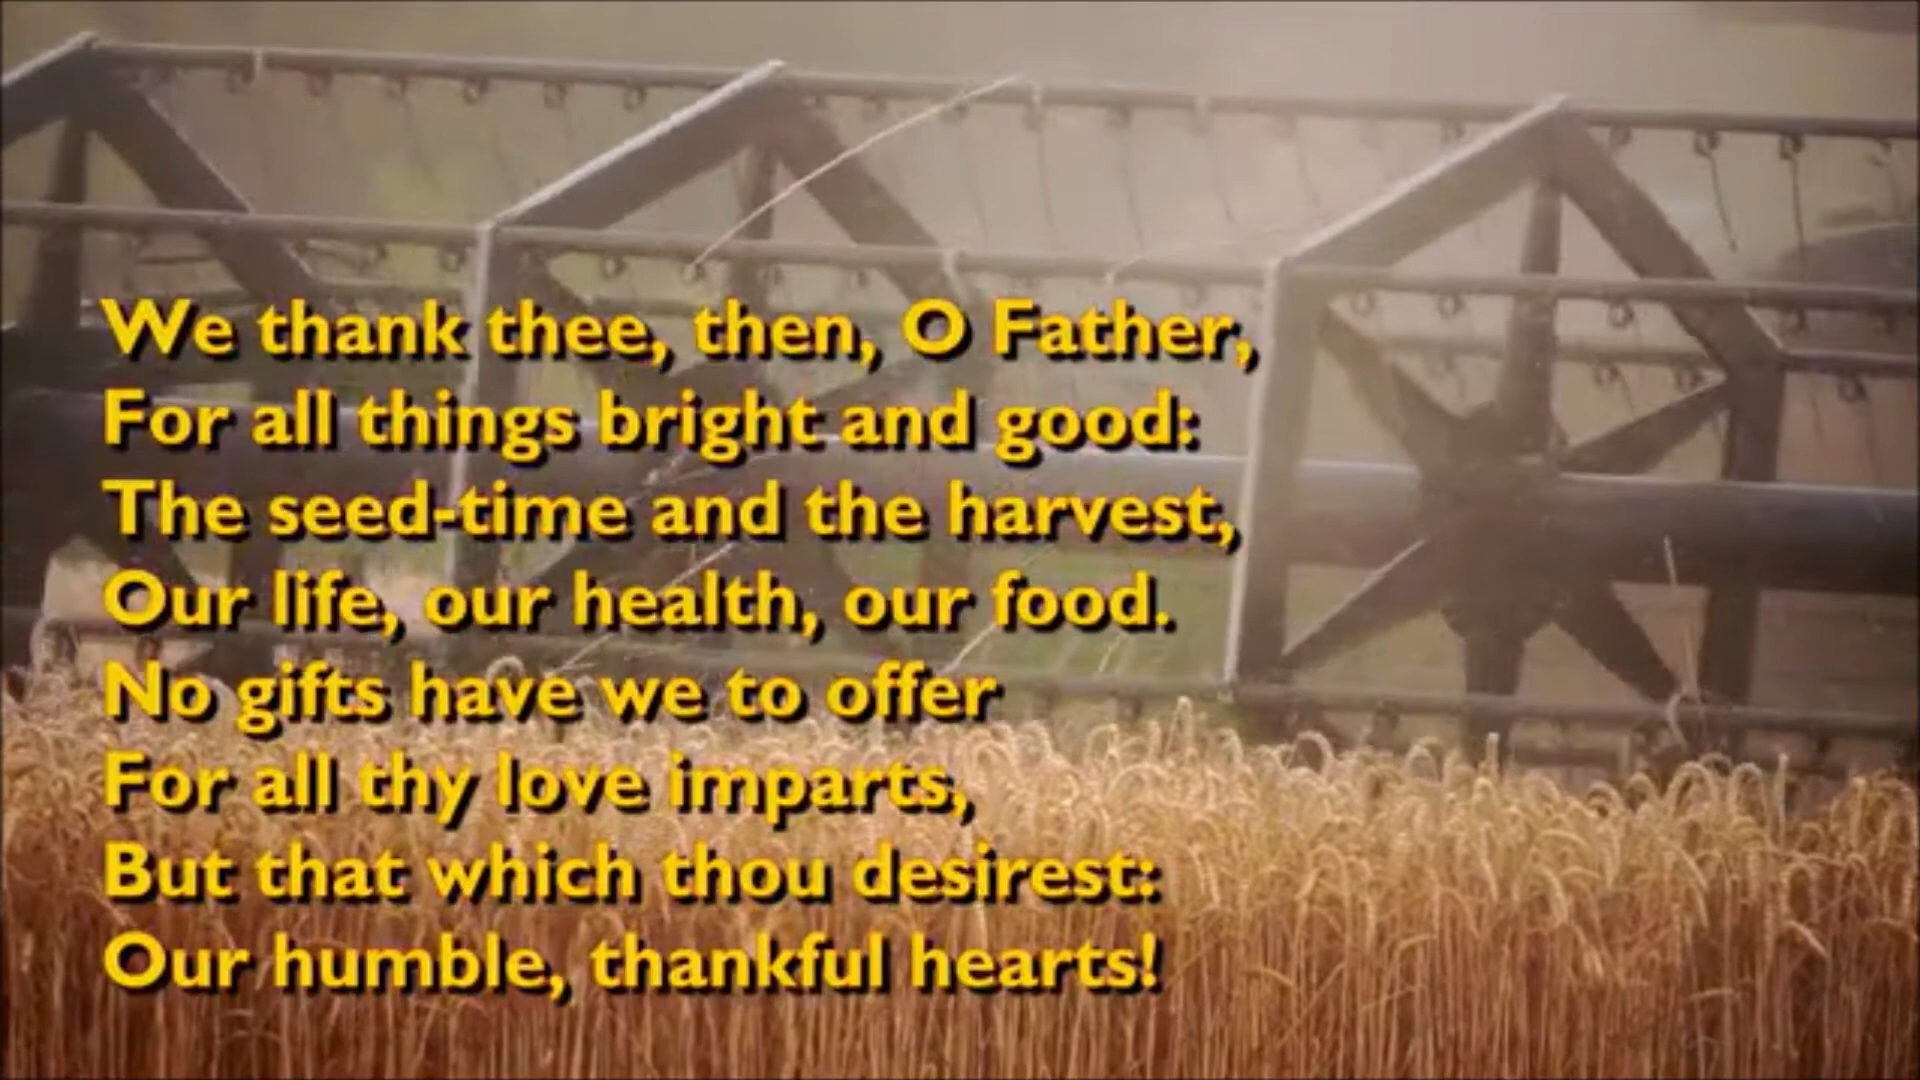 We thank thee, then, O Father,
For all things bright and good:
The seed-time and the harvest,
Our life, our health, our food.
No gifts have we to offer
For all thy love imparts,
But that which thou desirest:
Our humble, thankful hearts!